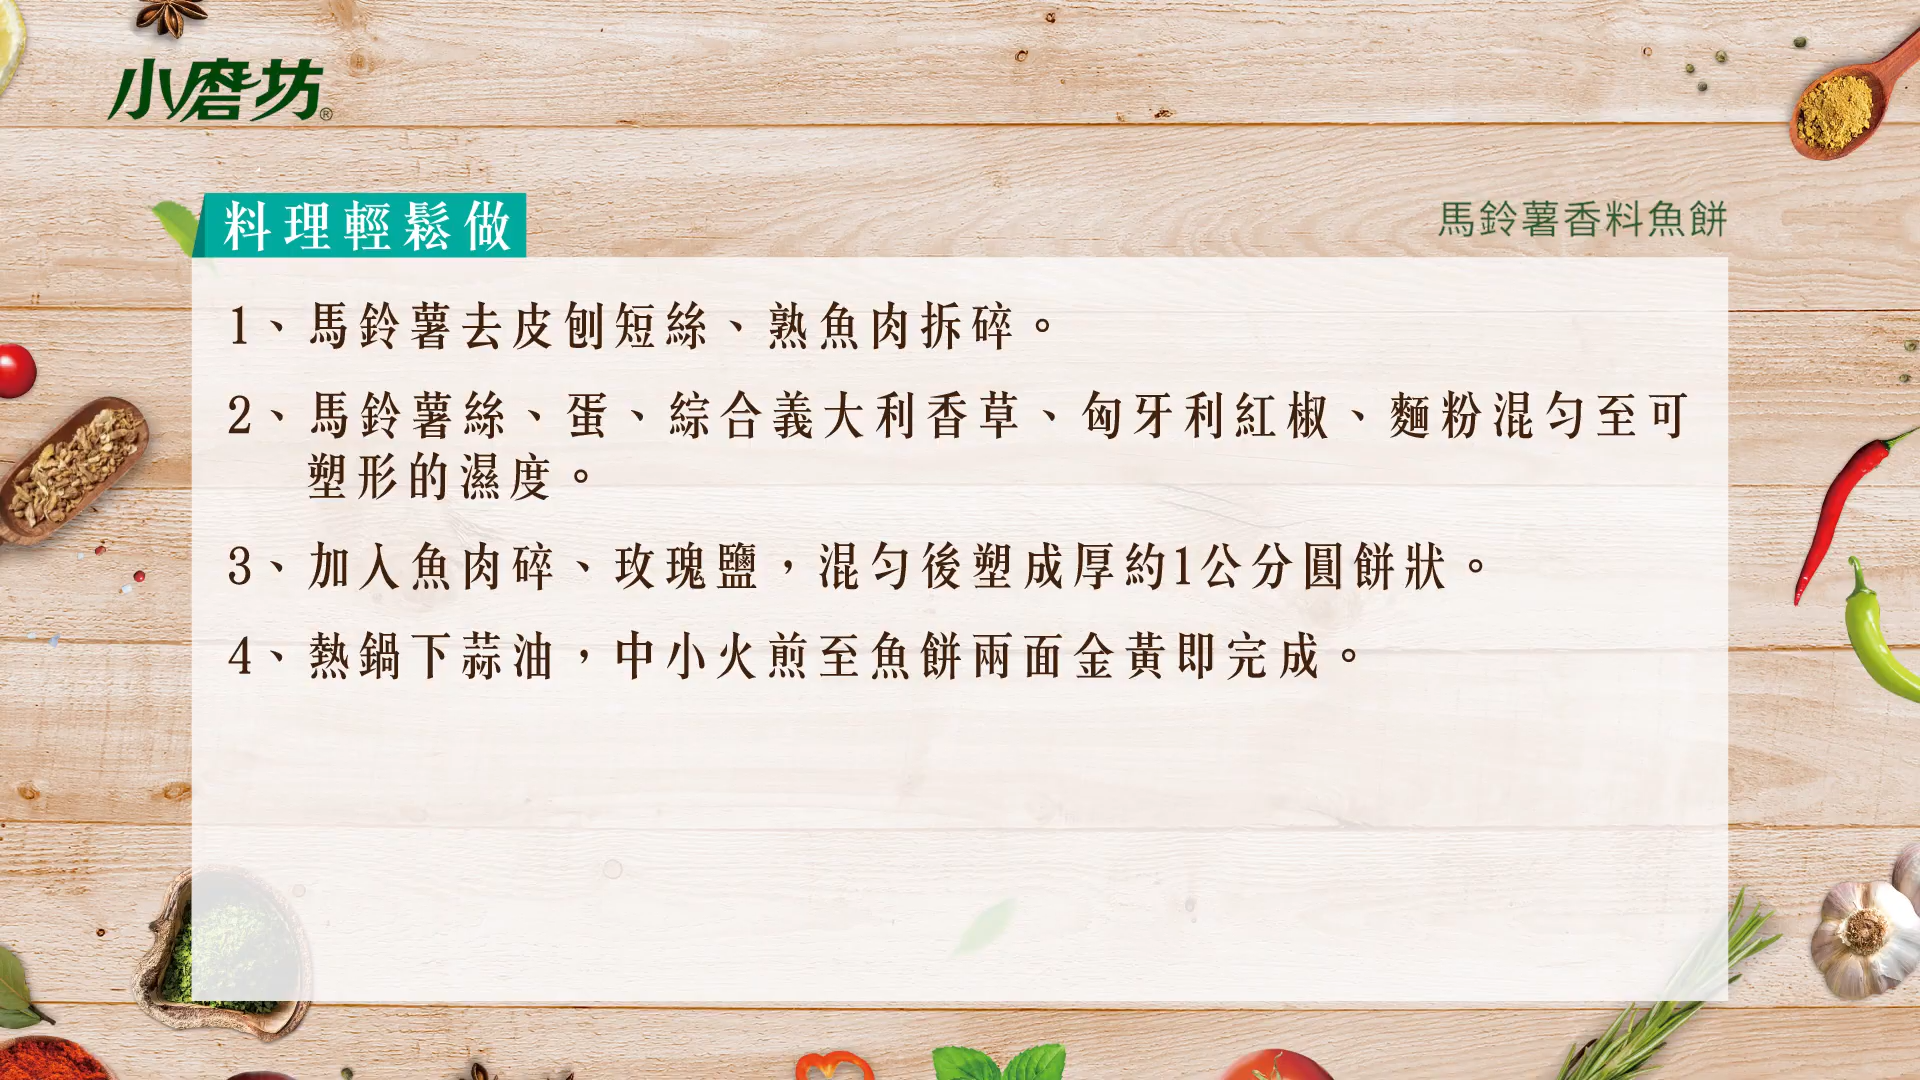 小磨坊®
料理輕鬆做
馬鈴薯香料魚餅
1、馬鈴薯去皮刨短絲、熟魚肉拆碎。
2、馬鈴薯絲、蛋、綜合義大利香草、匈牙利紅椒、麵粉混勻至可
塑形的濕度。
3、加入魚肉碎、玫瑰鹽，混勻後塑成厚約1公分圓餅狀。
4、熱鍋下蒜油，中小火煎至魚餅兩面金黃即完成。